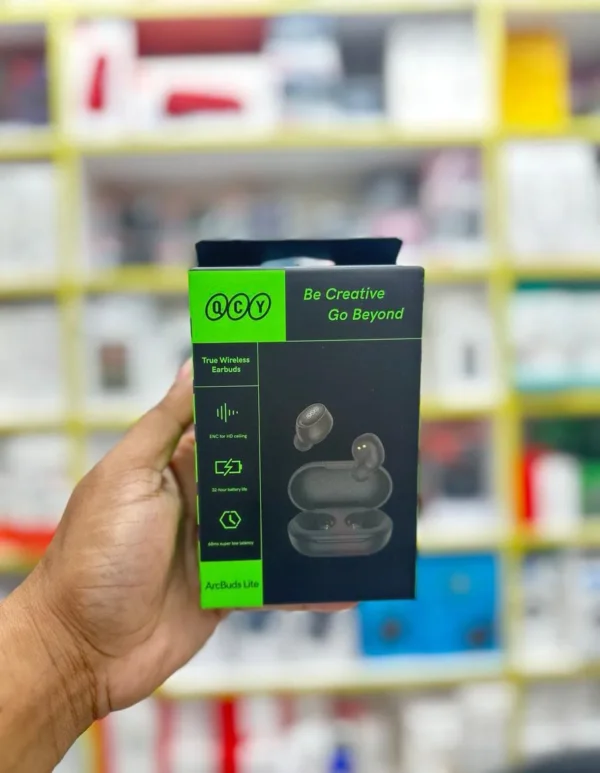 QCY
Be Creative
Go Beyond
True Wireless
Earbuds
ENC for HD calling
32-hour battery life
68ms super low latency
ArcBuds Lite